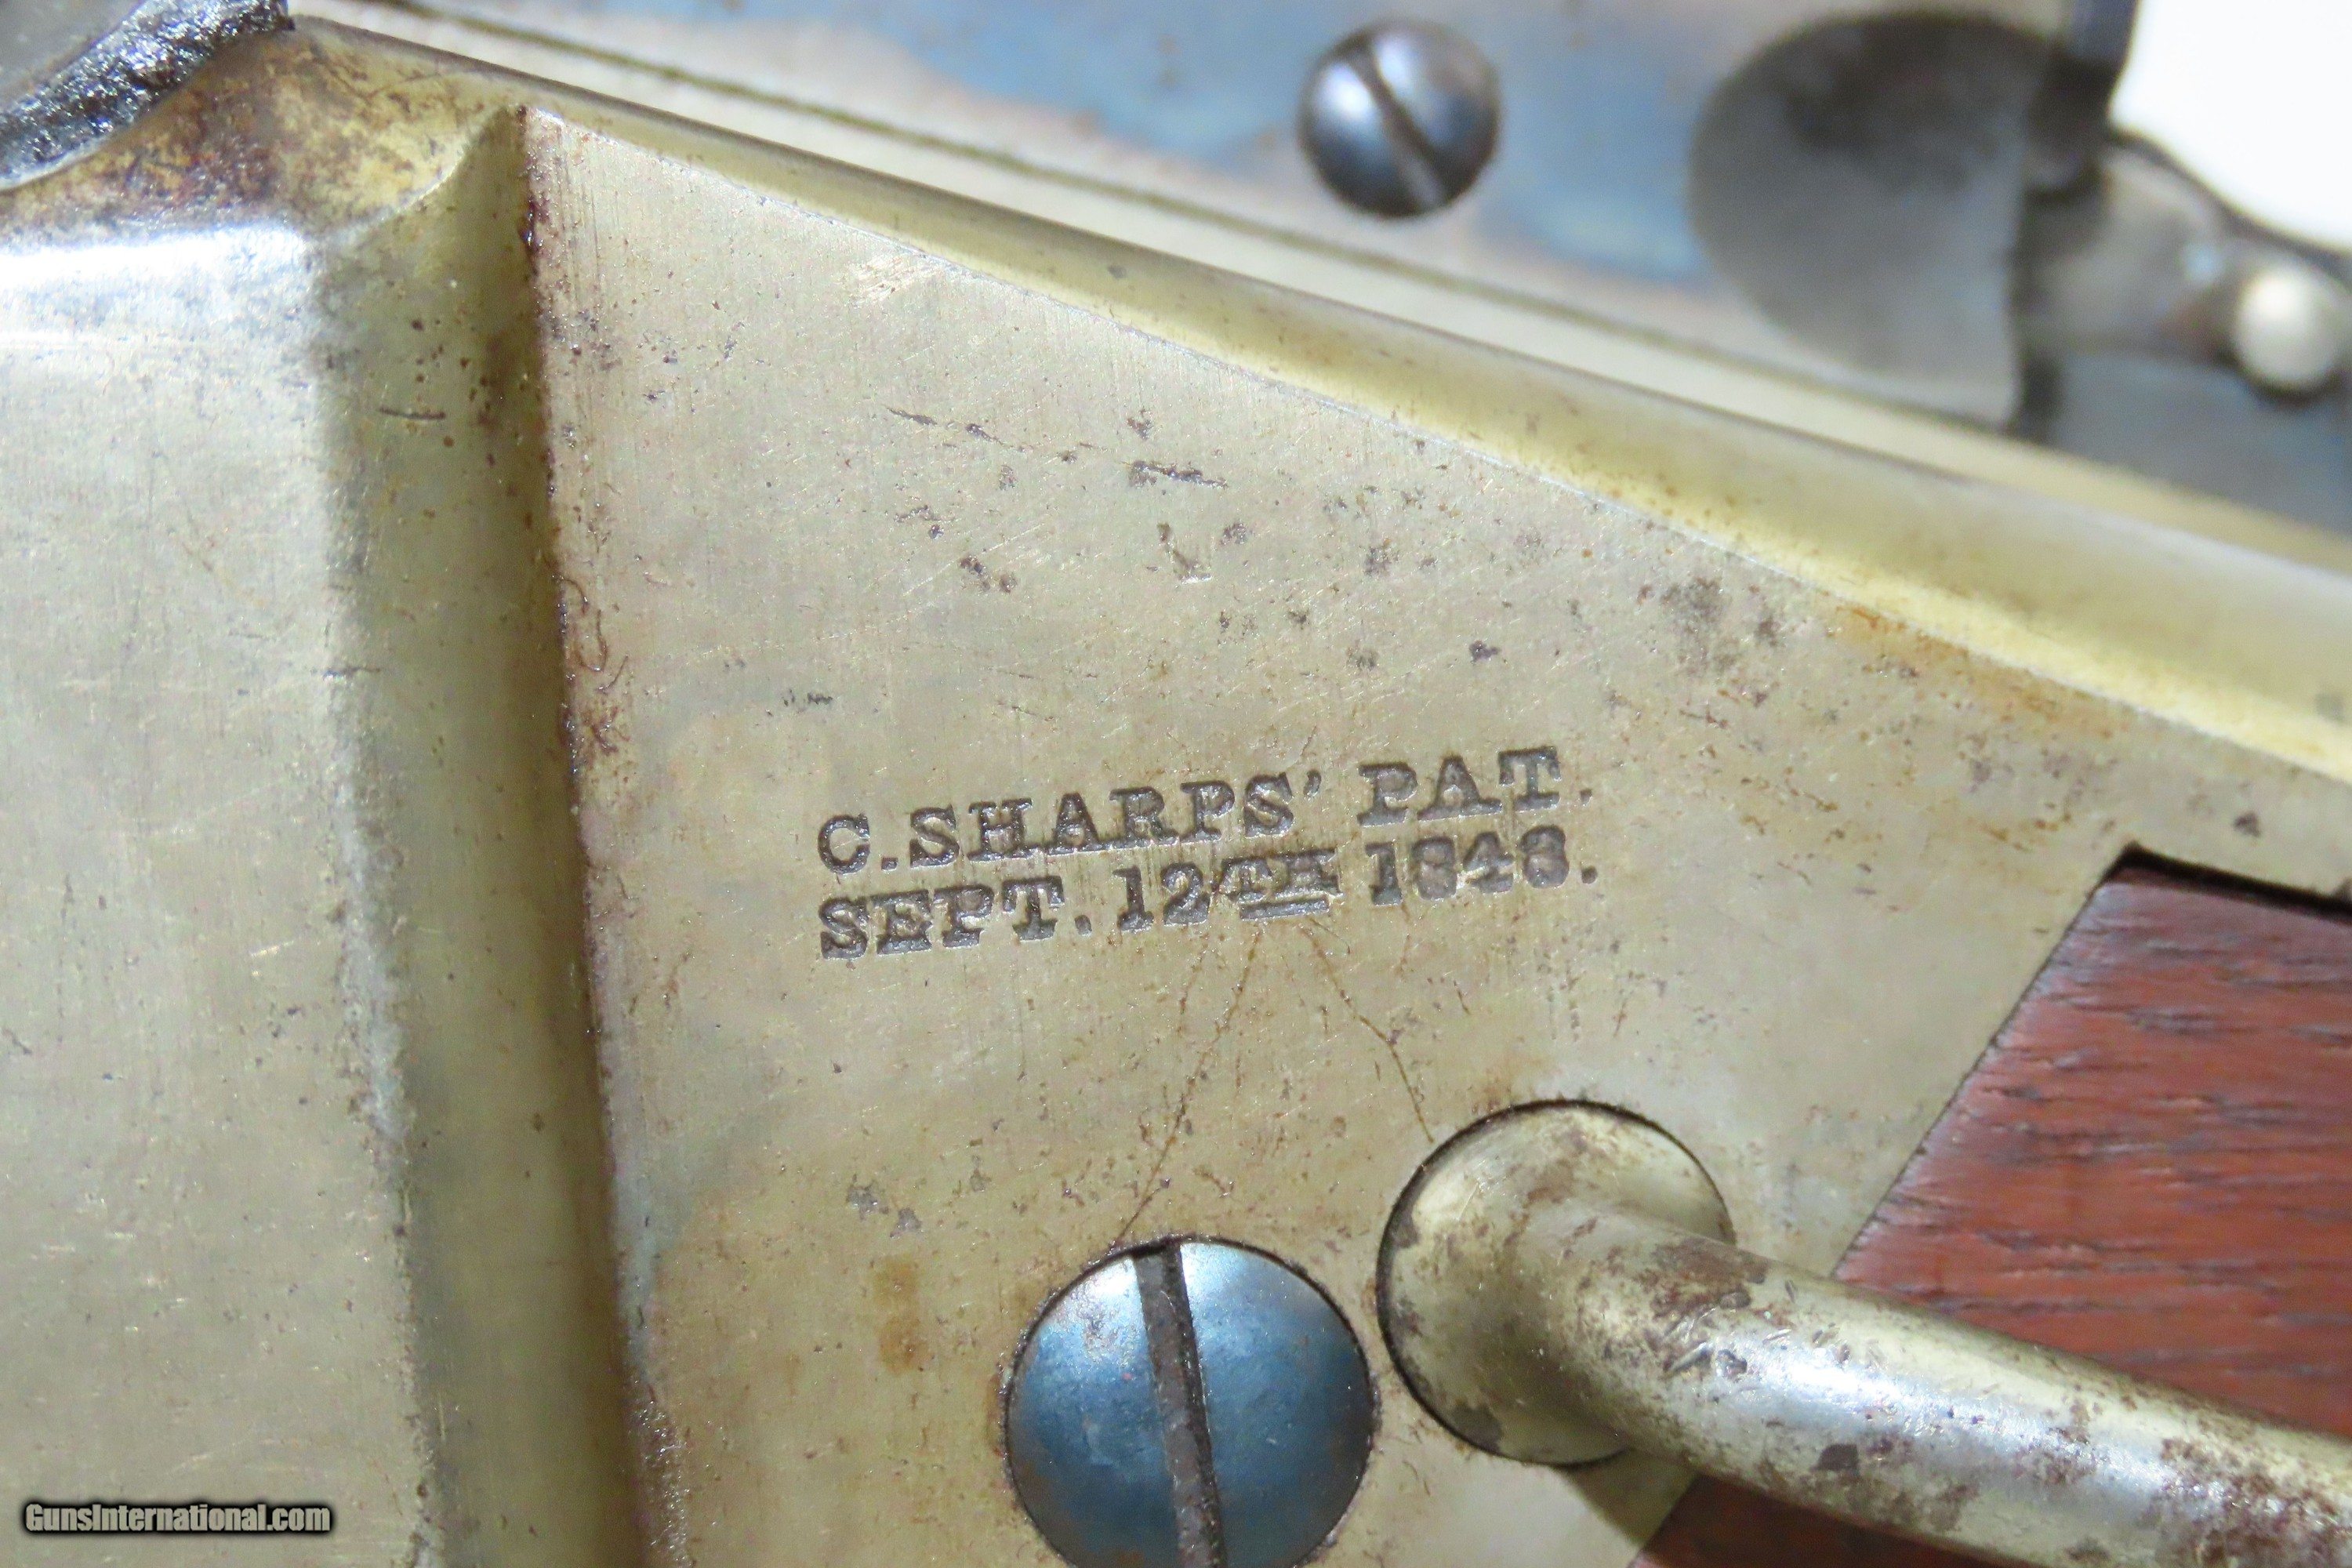 C.SHARPS' PAT.
SEPT. 12TH 1848.
GunsInternational.com